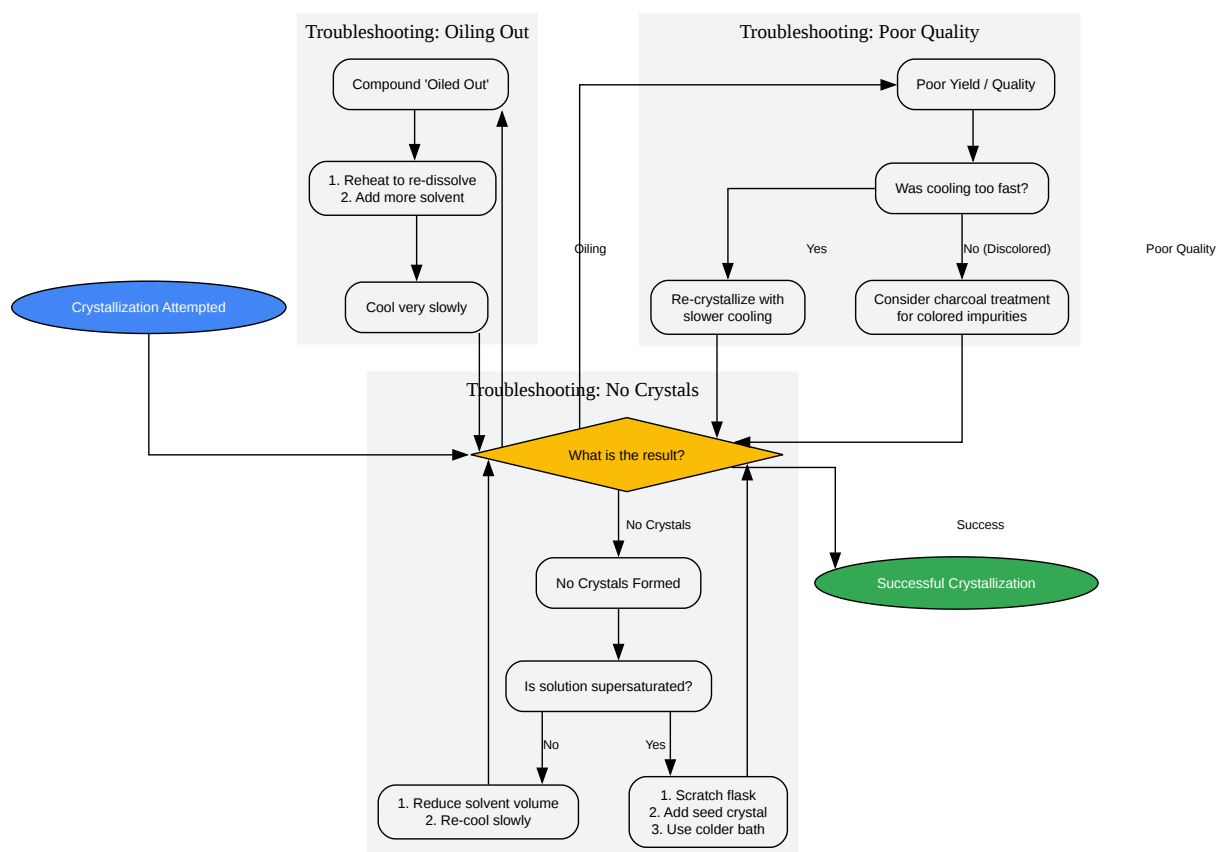 Troubleshooting: Oiling Out
Troubleshooting: Poor Quality
Compound 'Oiled Out'
Poor Yield / Quality
1. Reheat to re-dissolve
2. Add more solvent
Was cooling too fast?
Oiling
Yes
No (Discolored)
Poor Quality
Crystallization Attempted
Cool very slowly
Re-crystallize with
slower cooling
Consider charcoal treatment
for colored impurities
Troubleshooting: No Crystals
What is the result?
No Crystals
Success
No Crystals Formed
Successful Crystallization
Is solution supersaturated?
No
Yes
1. Reduce solvent volume
2. Re-cool slowly
1. Scratch flask
2. Add seed crystal
3. Use colder bath